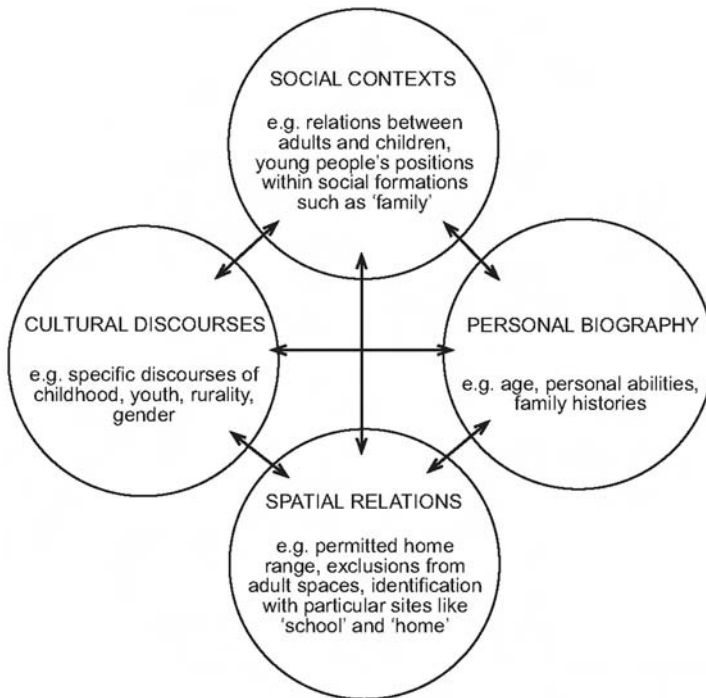 SOCIAL CONTEXTS
e.g. relations between
adults and children,
young people's positions
within social formations
such as 'family'
CULTURAL DISCOURSES
e.g. specific discourses of
childhood, youth, rurality,
gender
PERSONAL BIOGRAPHY
e.g. age, personal abilities,
family histories
SPATIAL RELATIONS
e.g. permitted home
range, exclusions from
adult spaces, identification
with particular sites like
'school' and 'home'